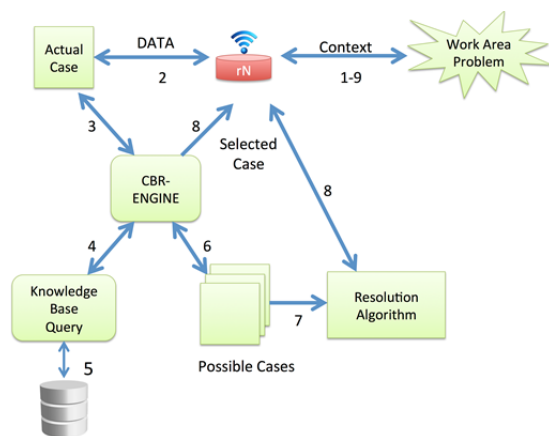 Actual
Case
DATA
2
rN
Context
1-9
Work Area
Problem
3
8
Selected
Case
CBR-
ENGINE
8
4
6
Knowledge
Base
Query
7
Resolution
Algorithm
5
Possible Cases